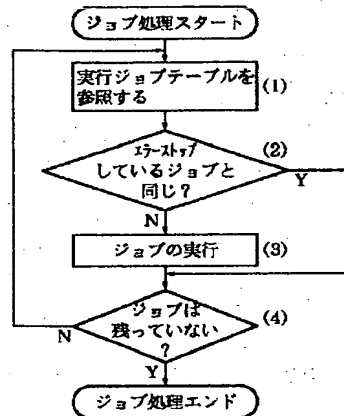 ジョブ処理スタート
実行ジョブテーブルを
参照する
(1)
エラーストップ
しているジョブと
同じ?
(2)
Y
N
ジョブの実行
(3)
ジョブは
残っていない
?
(4)
N
Y
ジョブ処理エンド